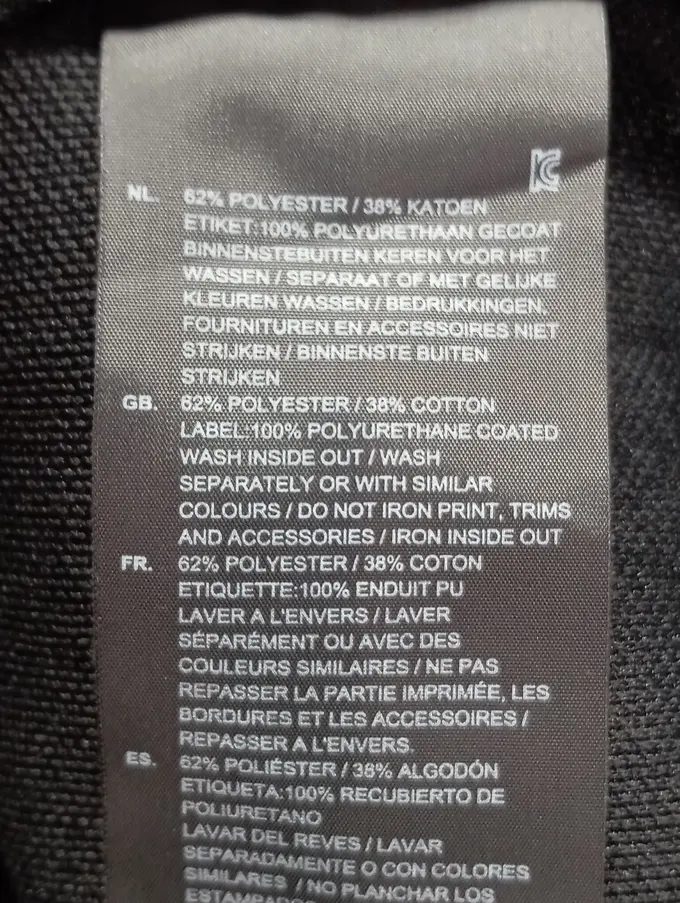 NL. 62% POLYESTER / 38% KATOEN
ETIKET:100% POLYURETHAAN GECOAT
BINNENSTEBUITEN KEREN VOOR HET
WASSEN / SEPARAAT OF MET GELIJKE
KLEUREN WASSEN / BEDRUKKINGEN,
FOURNITUREN EN ACCESSOIRES NIET
STRIJKEN / BINNENSTE BUITEN
STRIJKEN
GB. 62% POLYESTER / 38% COTTON
LABEL:100% POLYURETHANE COATED
WASH INSIDE OUT / WASH
SEPARATELY OR WITH SIMILAR
COLOURS / DO NOT IRON PRINT, TRIMS
AND ACCESSORIES / IRON INSIDE OUT
FR. 62% POLYESTER / 38% COTON
ETIQUETTE:100% ENDUIT PU
LAVER A L'ENVERS / LAVER
SÉPARÉMENT OU AVEC DES
COULEURS SIMILAIRES / NE PAS
REPASSER LA PARTIE IMPRIMÉE, LES
BORDURES ET LES ACCESSOIRES /
REPASSER A L'ENVERS.
ES. 62% POLIÉSTER / 38% ALGODÓN
ETIQUETA:100% RECUBIERTO DE
POLIURETANO
LAVAR DEL REVES / LAVAR
SEPARADAMENTE O CON COLORES
SIMILARES / NO PLANCHAR LOS